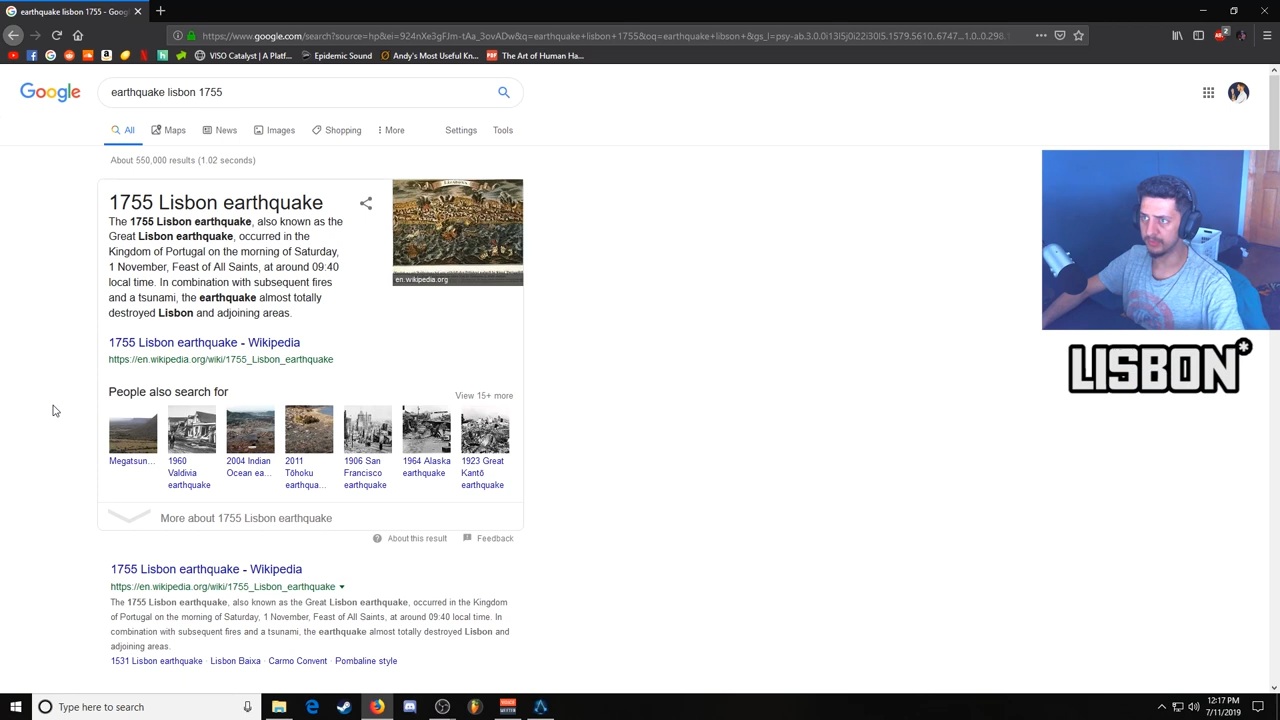 earthquake lisbon 1755 -
https://www.google.com/search?source=hp&ei=924nXe3gFJm-tAa_3ovADw&q=earthquake+lisbon+1755&oq=earthquake+libson+&gs_l=psy-ab.3.0.0i13l5j0i22i30l5.1579.5610..6747...1.0..0.298.1
VISO Catalyst | A Platf...
Epidemic Sound
Andy's Most Useful Kn...
PDF
The Art of Human Ha...
Google
earthquake lisbon 1755
All
Maps
News
Images
Shopping
More
Settings
Tools
About 550,000 results (1.02 seconds)
1755 Lisbon earthquake
The 1755 Lisbon earthquake, also known as the
Great Lisbon earthquake, occurred in the
Kingdom of Portugal on the morning of Saturday,
1 November, Feast of All Saints, at around 09:40
local time. In combination with subsequent fires
and a tsunami, the earthquake almost totally
destroyed Lisbon and adjoining areas.
en.wikipedia.org
1755 Lisbon earthquake - Wikipedia
https://en.wikipedia.org/wiki/1755_Lisbon_earthquake
LISBON*
People also search for
View 15+ more
Megatsun...
1960
Valdivia
earthquake
2004 Indian
Ocean ea...
2011
Tōhoku
earthqua...
1906 San
Francisco
earthquake
1964 Alaska
earthquake
1923 Great
Kantō
earthquake
More about 1755 Lisbon earthquake
About this result
Feedback
1755 Lisbon earthquake - Wikipedia
https://en.wikipedia.org/wiki/1755_Lisbon_earthquake
The 1755 Lisbon earthquake, also known as the Great Lisbon earthquake, occurred in the Kingdom
of Portugal on the morning of Saturday, 1 November, Feast of All Saints, at around 09:40 local time. In
combination with subsequent fires and a tsunami, the earthquake almost totally destroyed Lisbon and
adjoining areas.
1531 Lisbon earthquake · Lisbon Baixa · Carmo Convent · Pombaline style
Type here to search
12:17 PM
7/11/2019